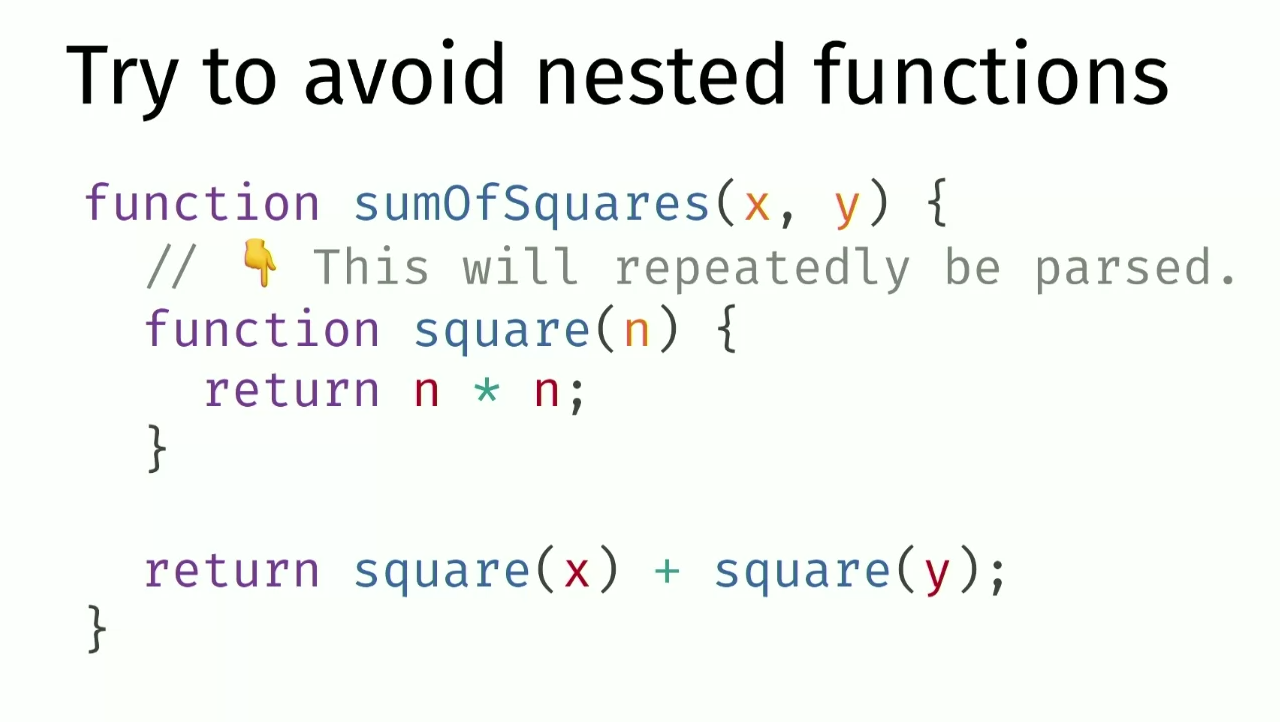 Try to avoid nested functions
function sumOfSquares(x, y) {
// 👇 This will repeatedly be parsed.
function square(n) {
return n * n;
}
return square(x) + square(y);
}